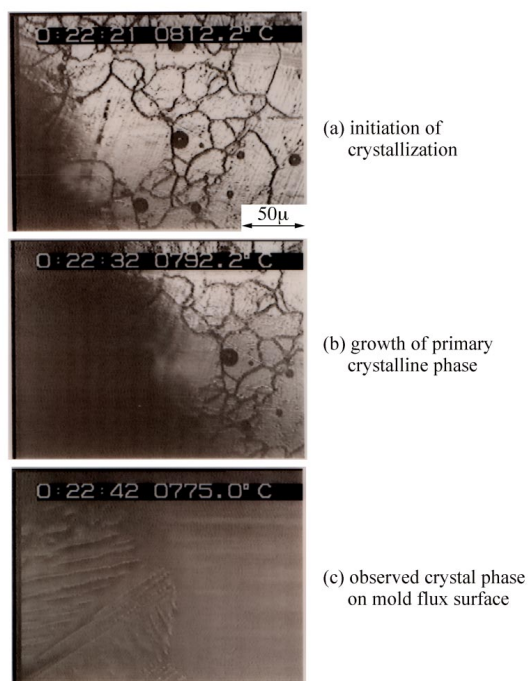 0:22:21 0812.2°C
(a) initiation of
crystallization
50μ
0:22:32 0792.2°C
(b) growth of primary
crystalline phase
0:22:42 0775.0°C
(c) observed crystal phase
on mold flux surface